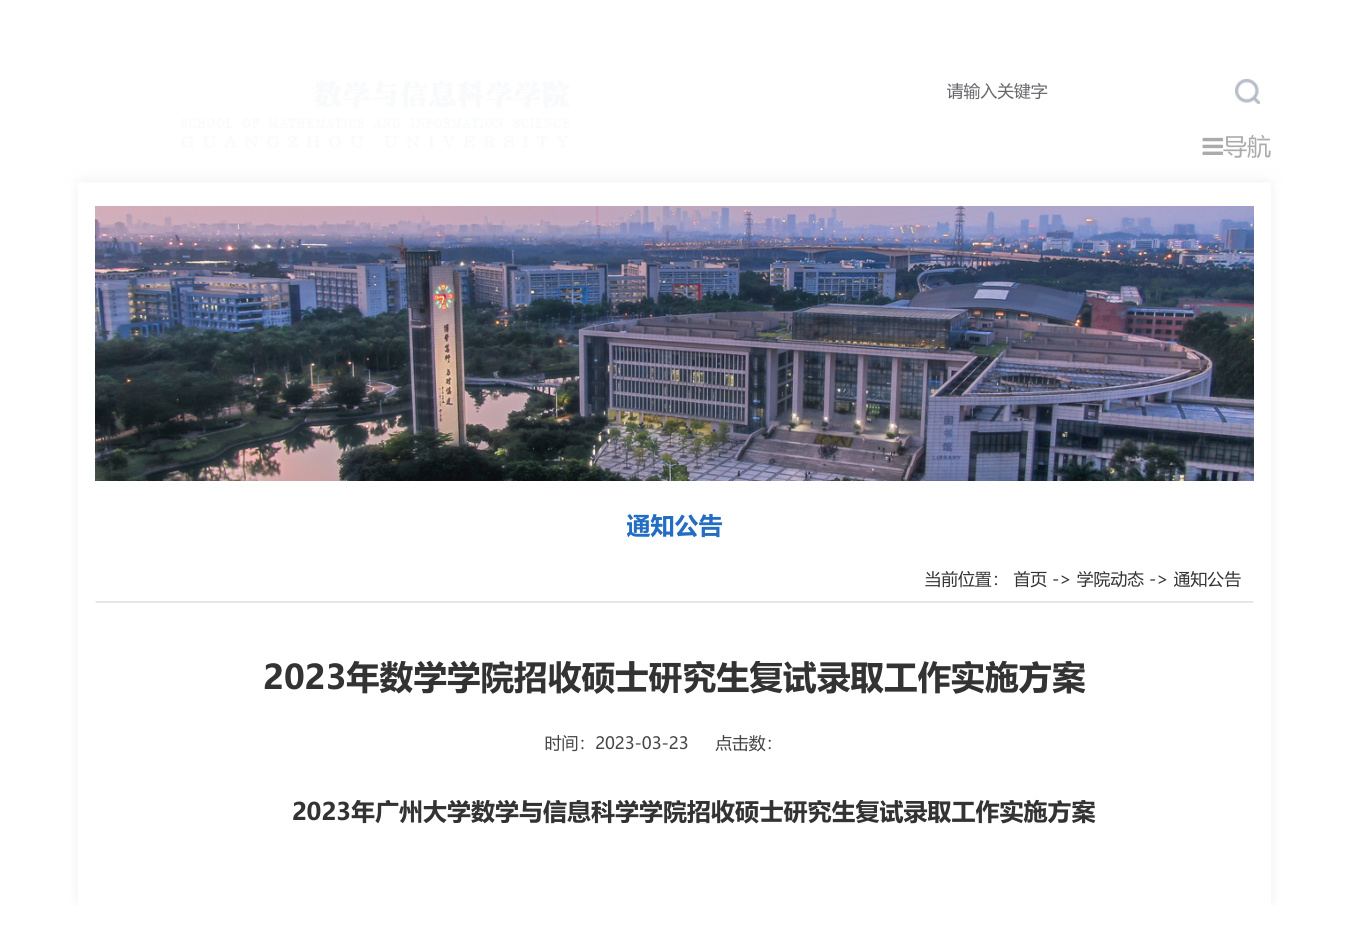 数学与信息科学学院
SCHOOL OF MATHEMATICS AND INFORMATION SCIENCE
GUANGZHOU UNIVERSITY
请输入关键字
导航
图书馆
LIBRARY
通知公告
当前位置： 首页 -> 学院动态 -> 通知公告
2023年数学学院招收硕士研究生复试录取工作实施方案
时间：2023-03-23 点击数：
2023年广州大学数学与信息科学学院招收硕士研究生复试录取工作实施方案